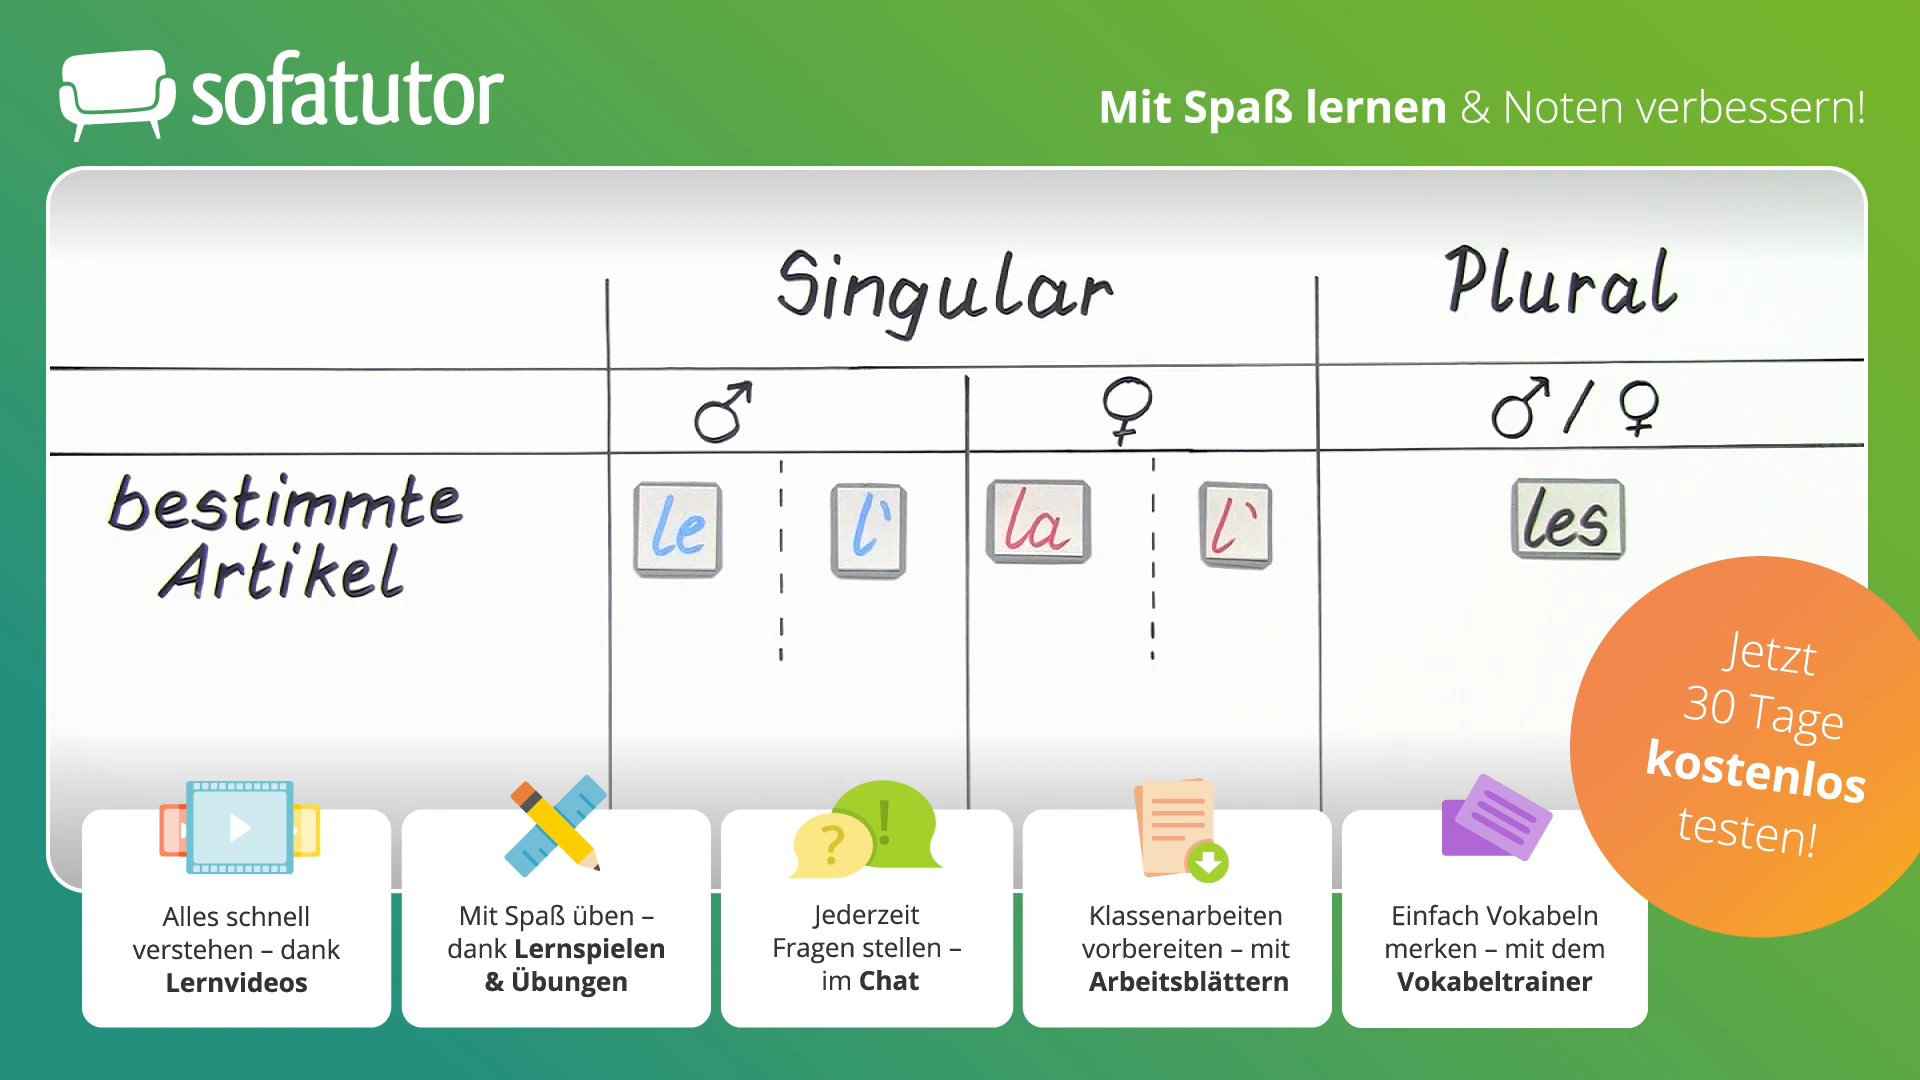 sofatutor
Mit Spaß lernen & Noten verbessern!
Singular
Plural
♂
♀
♂ / ♀
bestimmte
Artikel
le
l'
la
l'
les
Jetzt
30 Tage
kostenlos
testen!
?
!
Alles schnell
verstehen – dank
Lernvideos
Mit Spaß üben –
dank Lernspielen
& Übungen
Jederzeit
Fragen stellen –
im Chat
Klassenarbeiten
vorbereiten – mit
Arbeitsblättern
Einfach Vokabeln
merken – mit dem
Vokabeltrainer